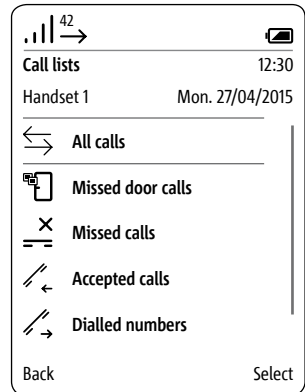 42
Call lists 12:30
Handset 1 Mon. 27/04/2015
All calls
Missed door calls
Missed calls
Accepted calls
Dialled numbers
Back Select